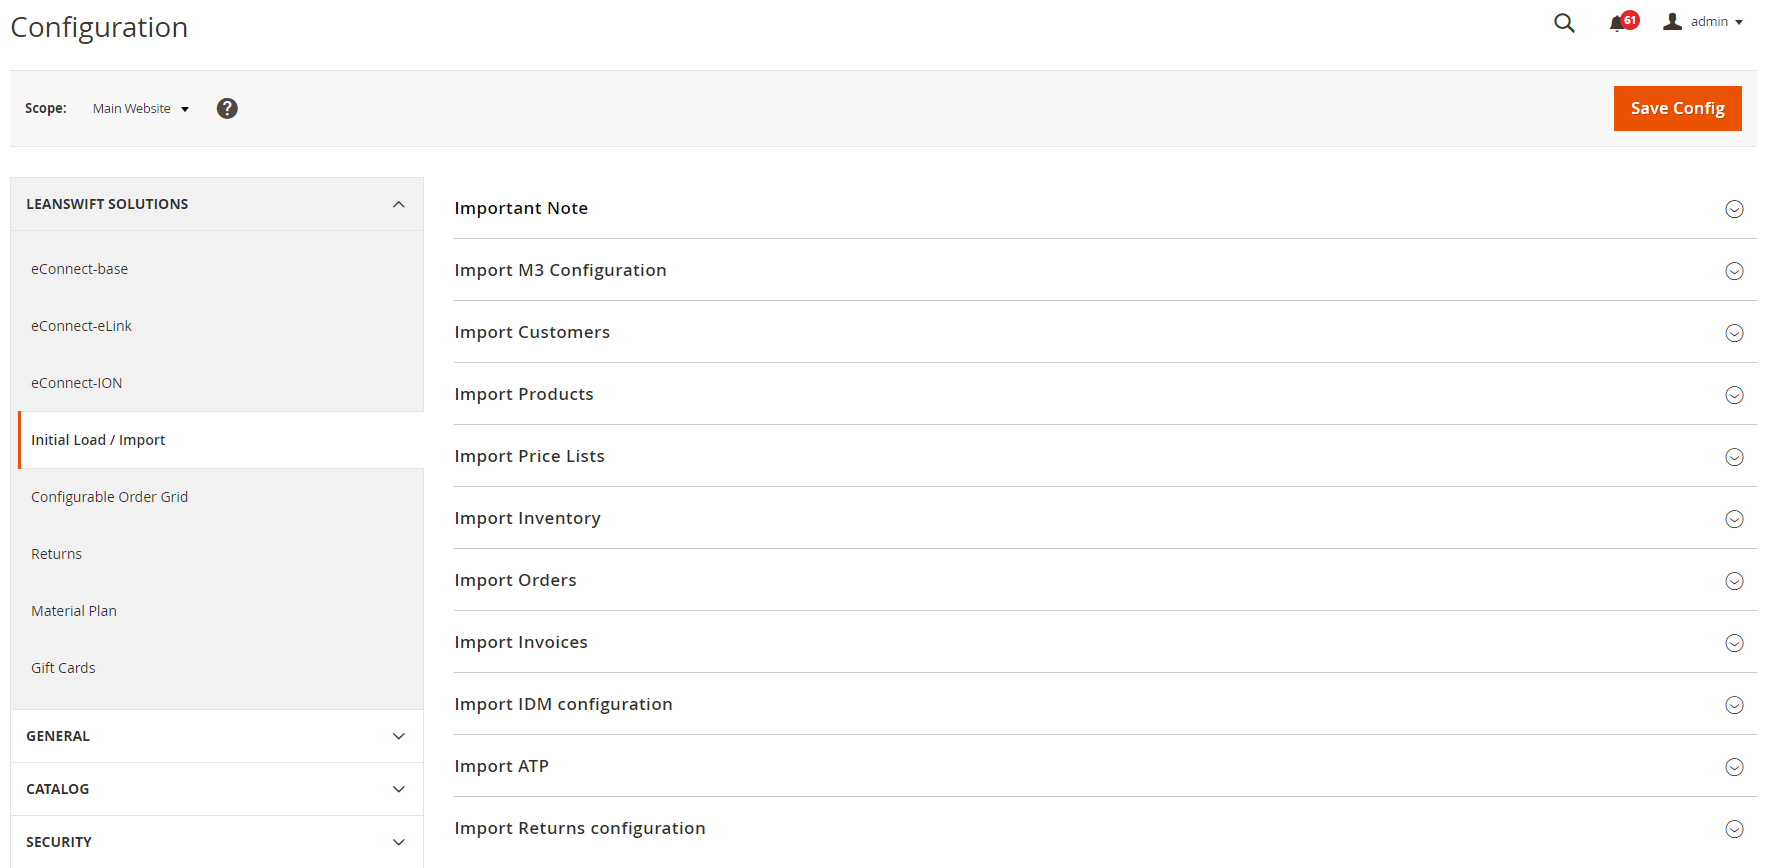 Configuration
61
admin
Scope: Main Website ?
Save Config
LEANSWIFT SOLUTIONS
eConnect-base
eConnect-eLink
eConnect-ION
Initial Load / Import
Configurable Order Grid
Returns
Material Plan
Gift Cards
GENERAL
CATALOG
SECURITY
Important Note
Import M3 Configuration
Import Customers
Import Products
Import Price Lists
Import Inventory
Import Orders
Import Invoices
Import IDM configuration
Import ATP
Import Returns configuration